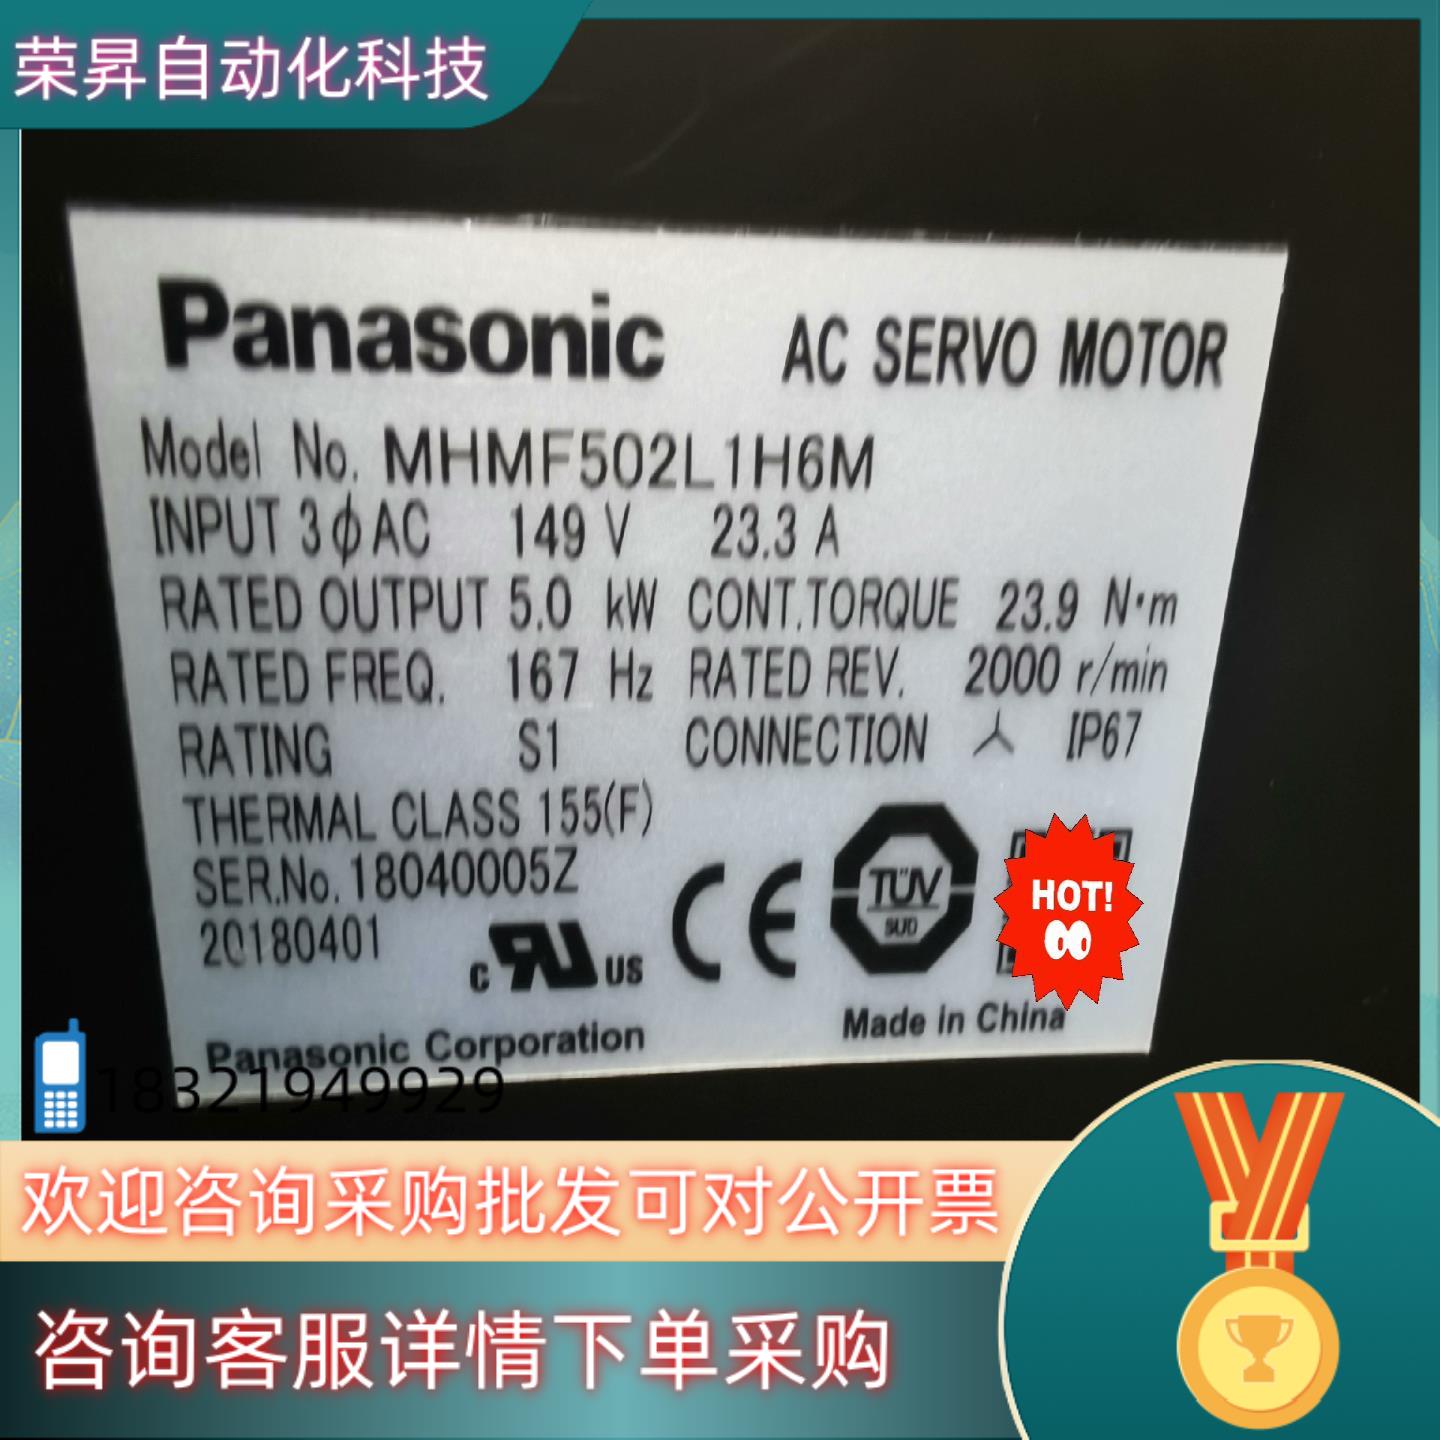 荣昇自动化科技
Panasonic AC SERVO MOTOR
Model No. MHMF502L1H6M
INPUT 3ϕAC 149 V 23.3 A
RATED OUTPUT 5.0 kW CONT.TORQUE 23.9 N·m
RATED FREQ. 167 Hz RATED REV. 2000 r/min
RATING S1 CONNECTION 人 IP67
THERMAL CLASS 155(F)
SER.No. 18040005Z
20180401
c RU US CE TÜV SÜD
HOT!
Panasonic Corporation Made in China
18321949929
欢迎咨询采购批发可对公开票
咨询客服详情下单采购